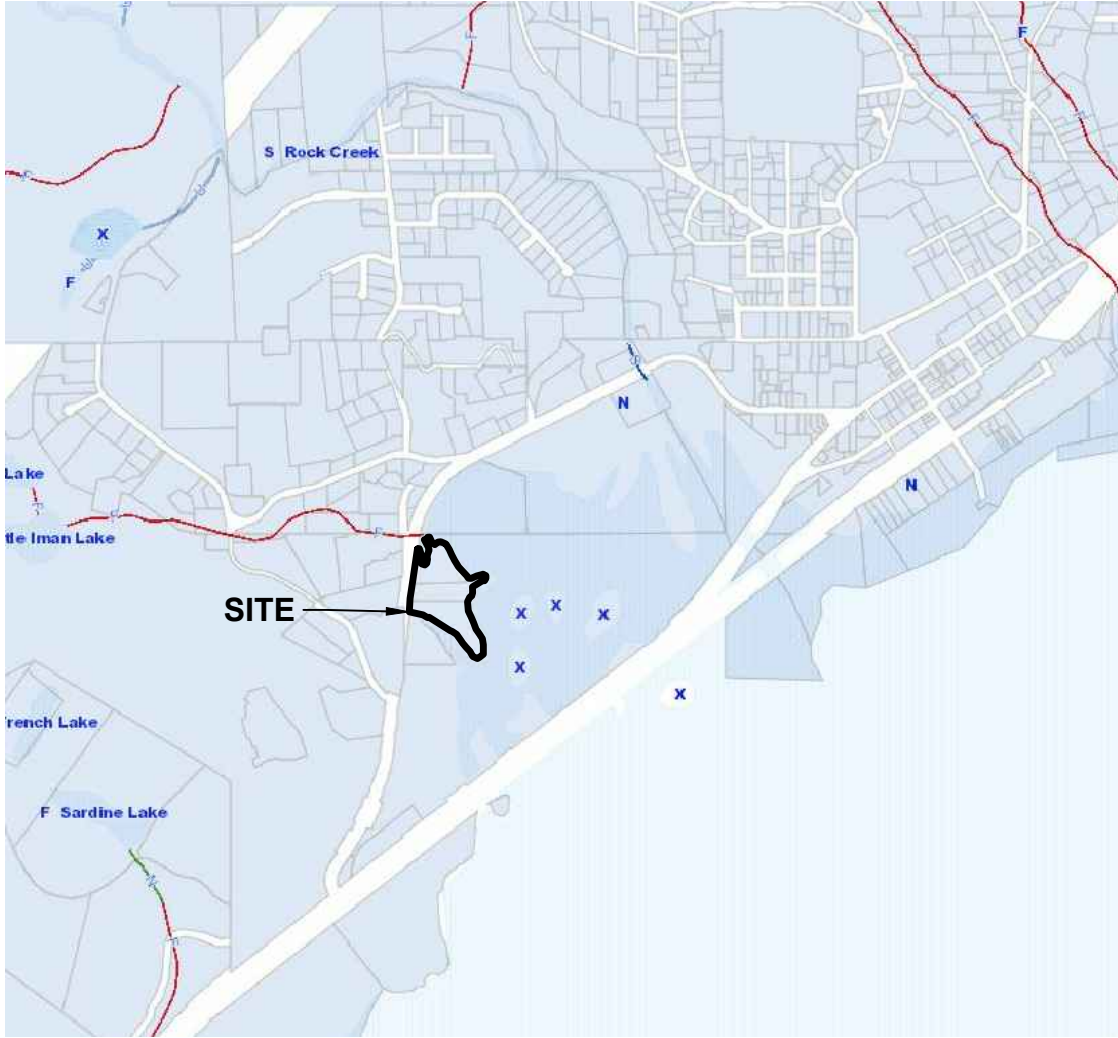 F
F
S Rock Creek
F
F
F
F
X
S
F
S
N
N
Lake
F
F
tle Iman Lake
F
SITE
X
X
X
X
X
rench Lake
F Sardine Lake
N
F